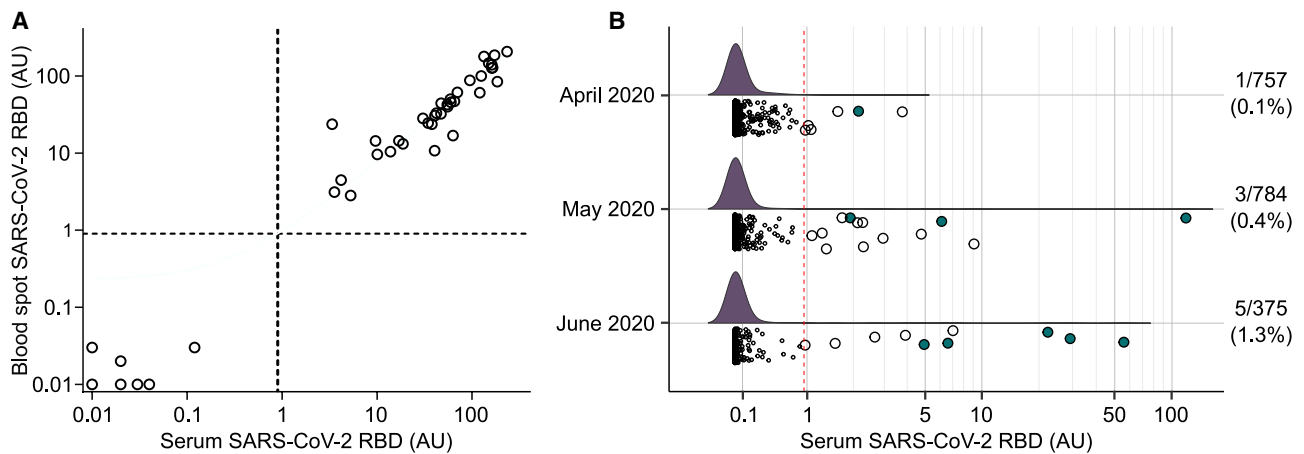 A
Blood spot SARS-CoV-2 RBD (AU)
100
10
1
0.1
0.01
0.01 0.1 1 10 100
Serum SARS-CoV-2 RBD (AU)
B
April 2020
May 2020
June 2020
1/757
(0.1%)
3/784
(0.4%)
5/375
(1.3%)
0.1 1 5 10 50 100
Serum SARS-CoV-2 RBD (AU)